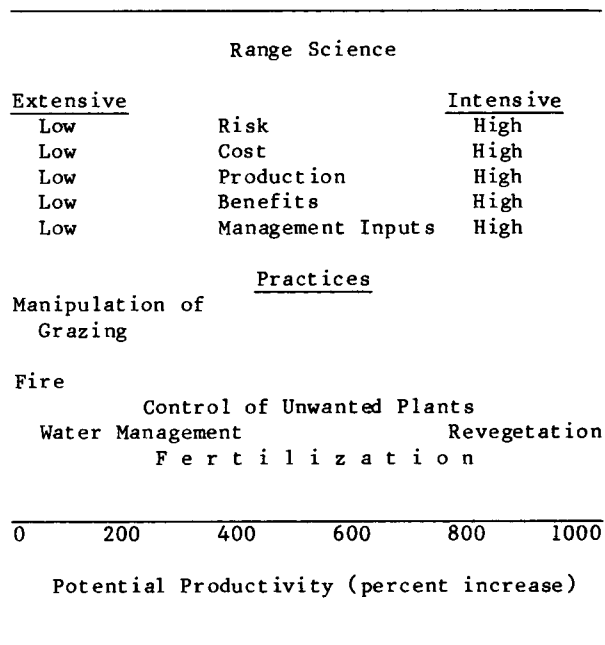 Range Science
Extensive Intensive
Low Risk High
Low Cost High
Low Production High
Low Benefits High
Low Management Inputs High
Practices
Manipulation of
Grazing
Fire
Control of Unwanted Plants
Water Management Revegetation
F e r t i l i z a t i o n
0 200 400 600 800 1000
Potential Productivity (percent increase)